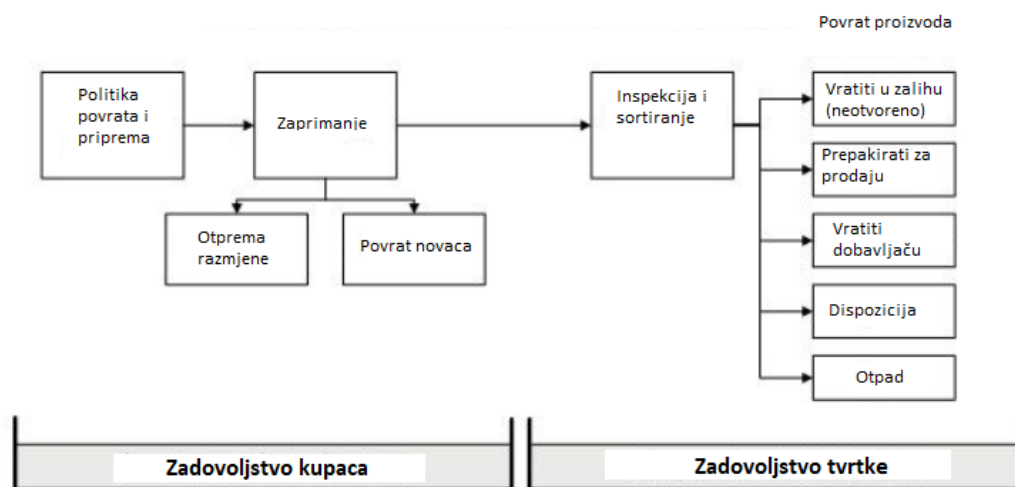 Povrat proizvoda
Politika
povrata i
priprema
Zaprimanje
Inspekcija i
sortiranje
Vratiti u zalihu
(neotvoreno)
Prepakirati za
prodaju
Otprema
razmjene
Povrat novaca
Vratiti
dobavljaču
Dispozicija
Otpad
Zadovoljstvo kupaca
Zadovoljstvo tvrtke